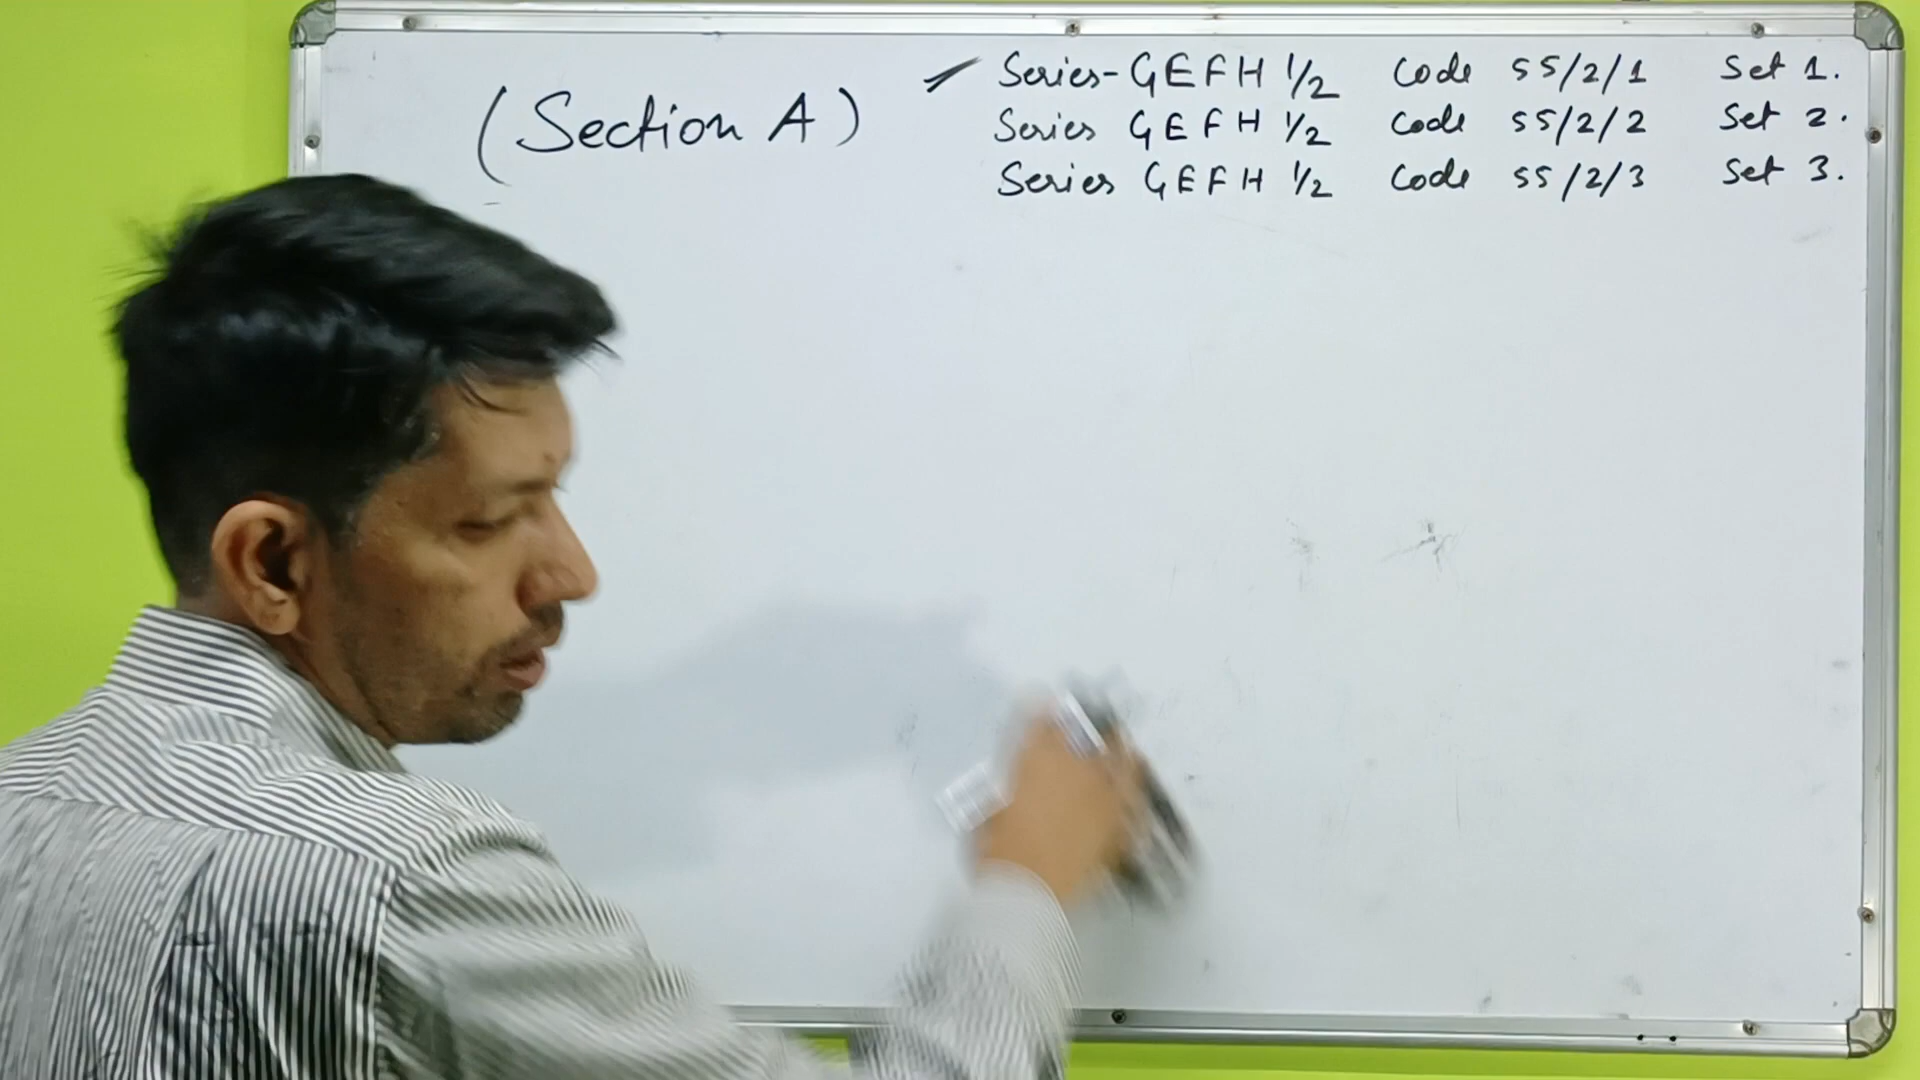 (Section A)
Series-GEFH 1/2 Code 55/2/1 Set 1.
Series GEFH 1/2 Code 55/2/2 Set 2.
Series GEFH 1/2 Code 55/2/3 Set 3.